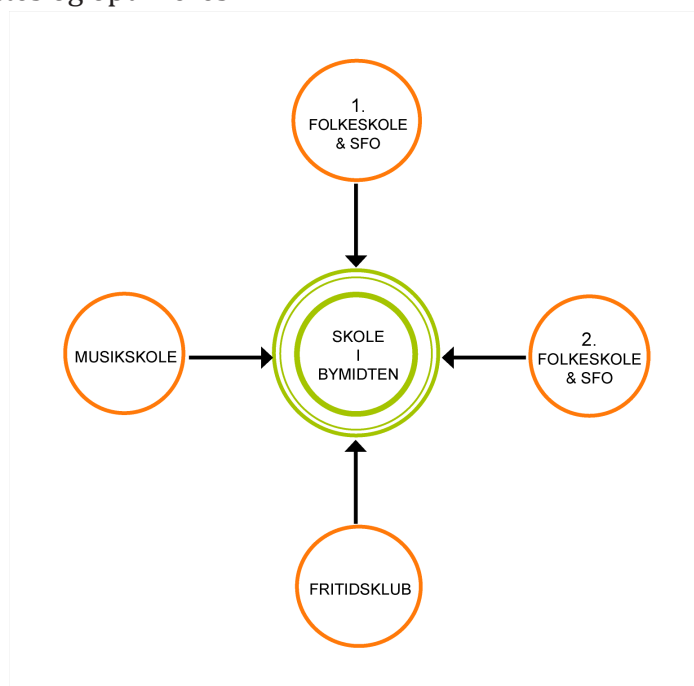 1.
FOLKESKOLE
& SFO
MUSIKSKOLE
SKOLE
I
BYMIDTEN
2.
FOLKESKOLE
& SFO
FRITIDSKLUB